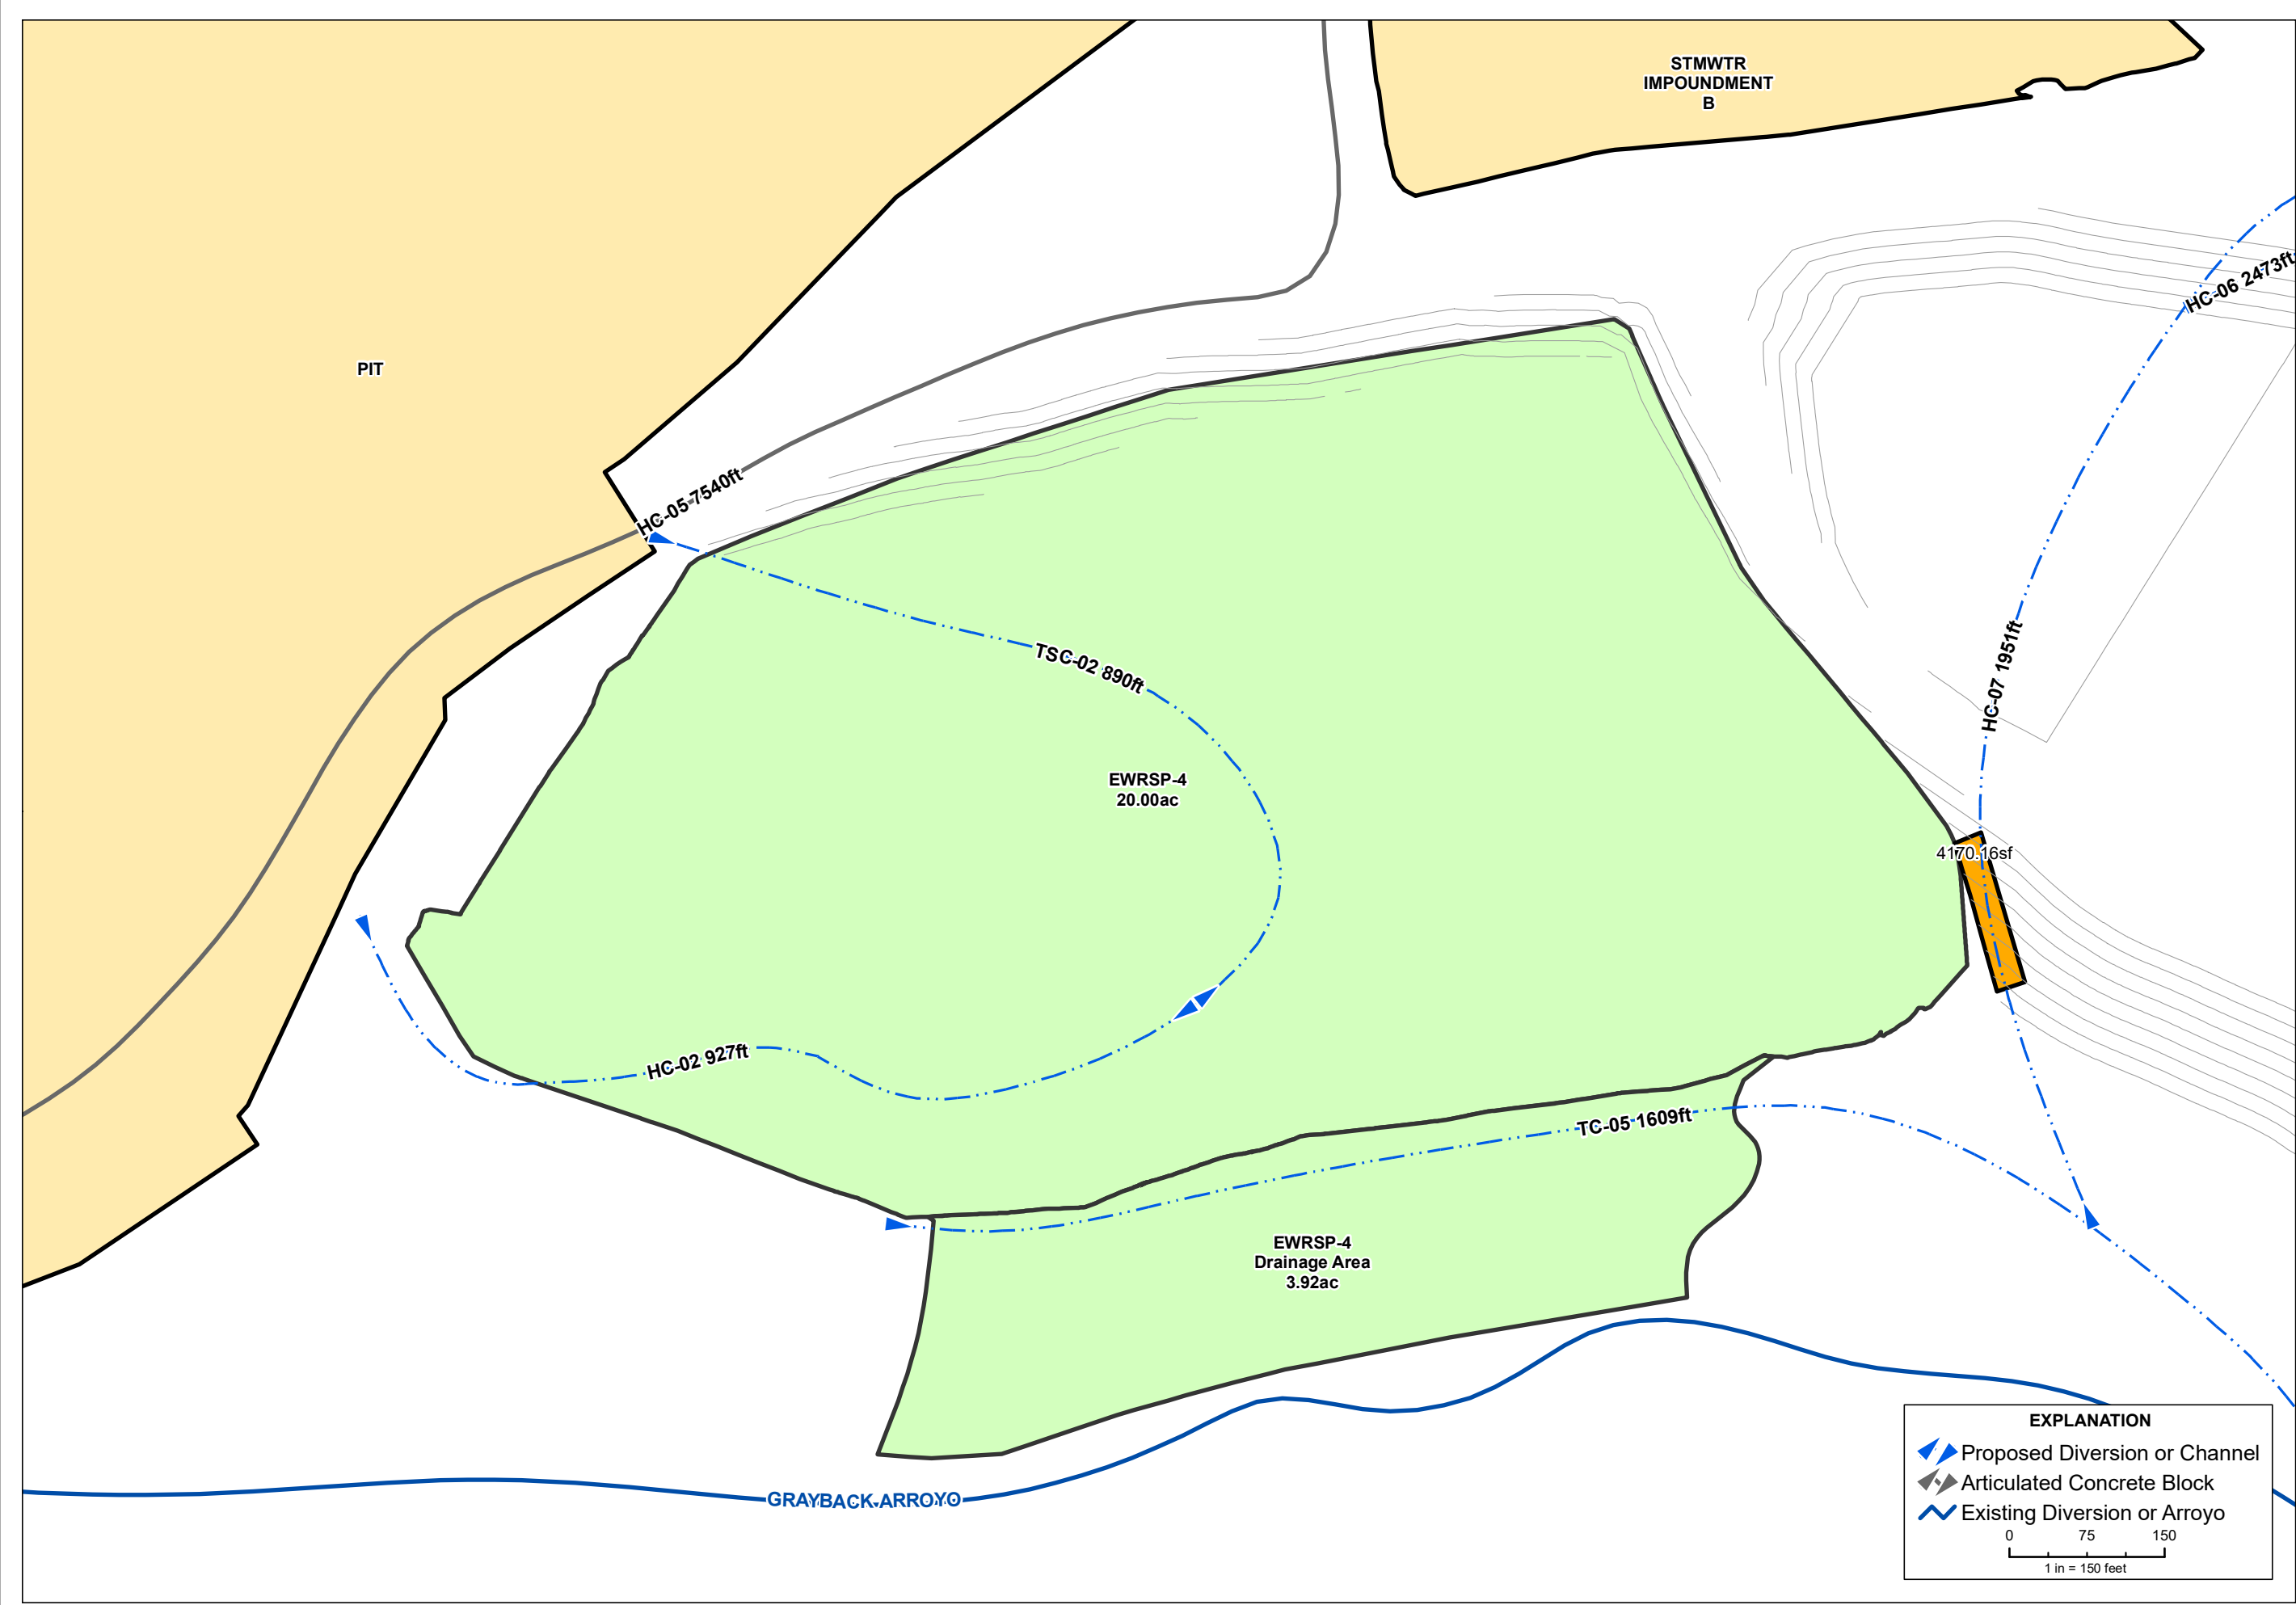 STMWTR
IMPOUNDMENT
B
HC-06 2473ft
PIT
HC-05 7540ft
TSC-02 890ft
HC-07 1951ft
EWRSP-4
20.00ac
4170.16sf
HC-02 927ft
TC-05 1609ft
EWRSP-4
Drainage Area
3.92ac
GRAYBACK ARROYO
EXPLANATION
Proposed Diversion or Channel
Articulated Concrete Block
Existing Diversion or Arroyo
0 75 150
1 in = 150 feet